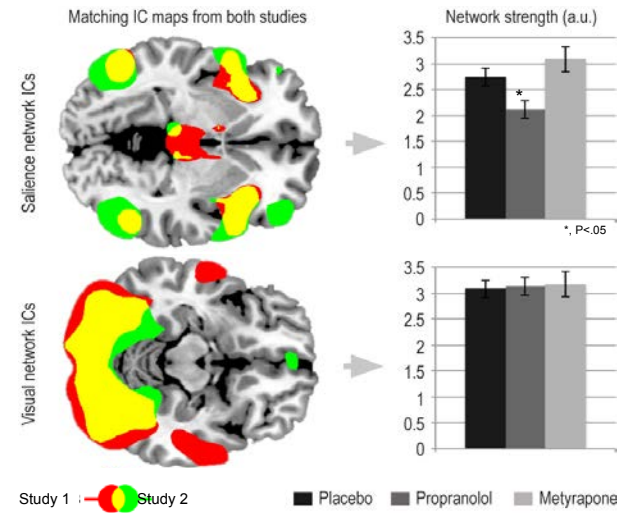 Matching IC maps from both studies
Network strength (a.u.)
Salience network ICs
3.5
3
2.5
2
1.5
1
0.5
0
*
*, P<.05
Visual network ICs
3.5
3
2.5
2
1.5
1
0.5
0
Study 1
Study 2
Placebo
Propranolol
Metyrapone